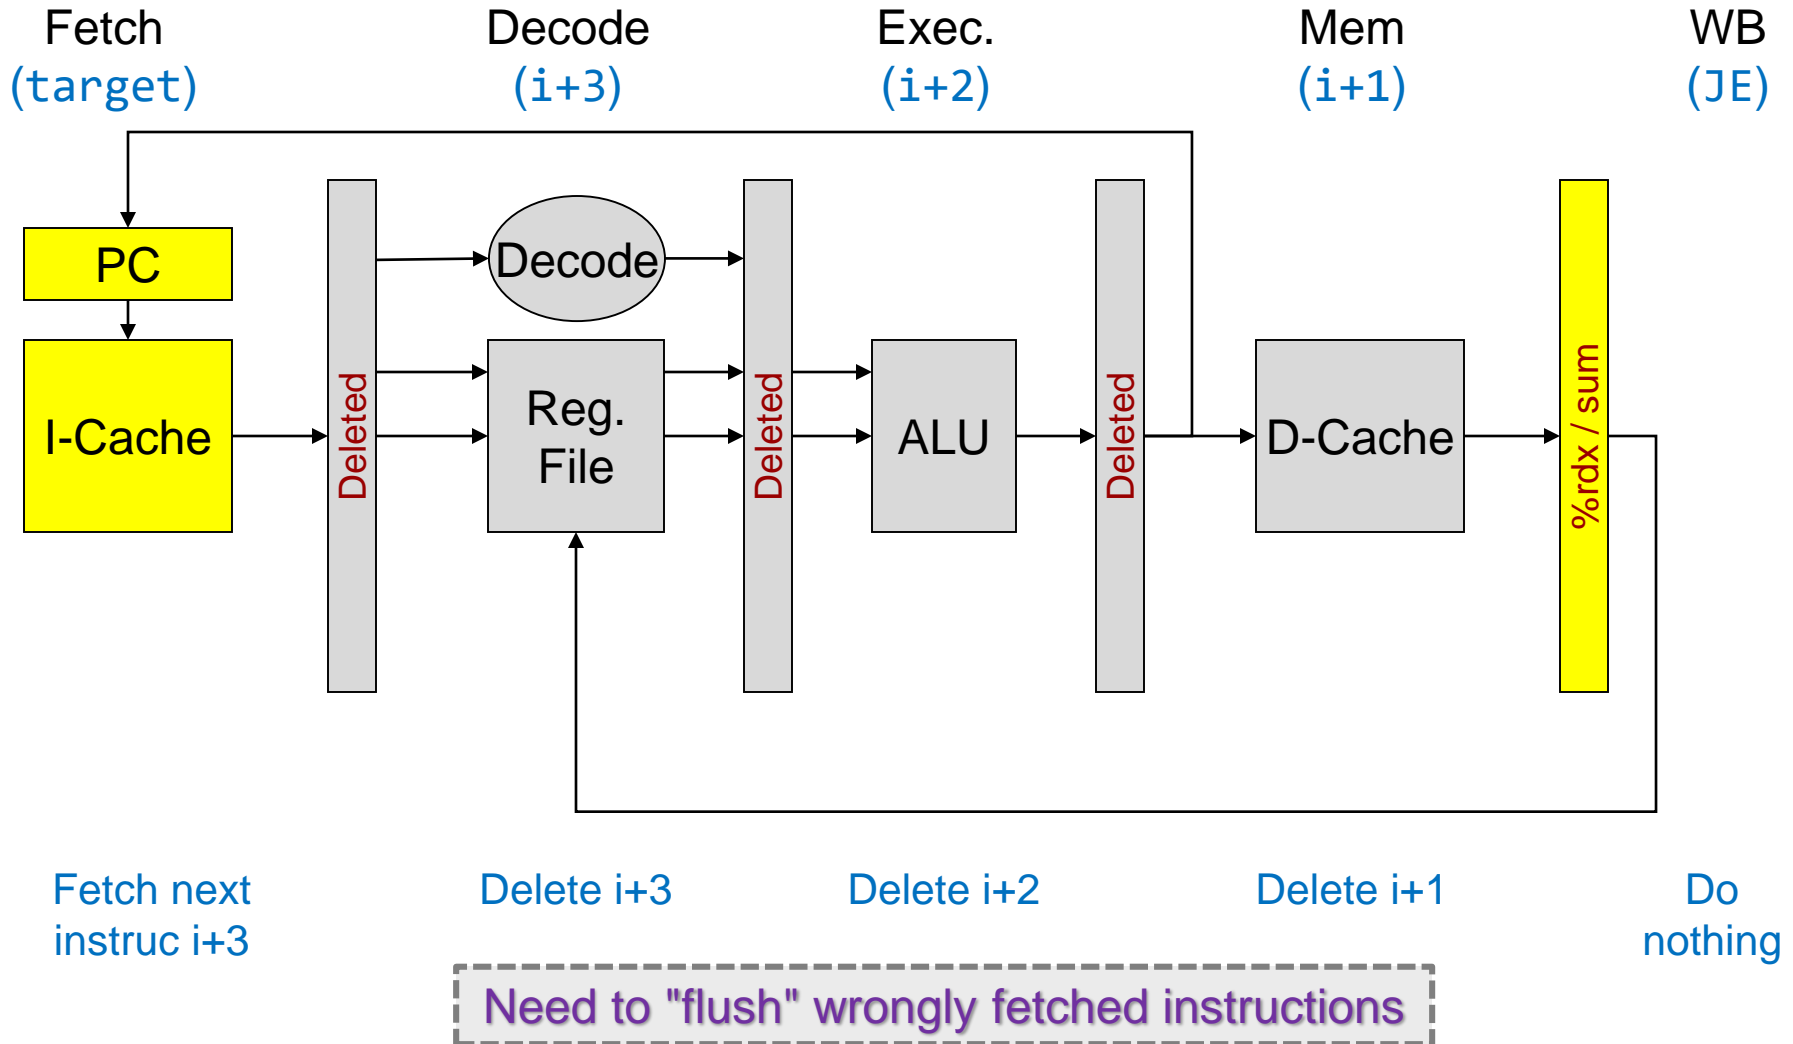 Fetch
(target)
Decode
(i+3)
Exec.
(i+2)
Mem
(i+1)
WB
(JE)
PC
I-Cache
Deleted
Decode
Reg.
File
Deleted
ALU
Deleted
D-Cache
%rdx / sum
Fetch next
instruc i+3
Delete i+3
Delete i+2
Delete i+1
Do
nothing
Need to "flush" wrongly fetched instructions